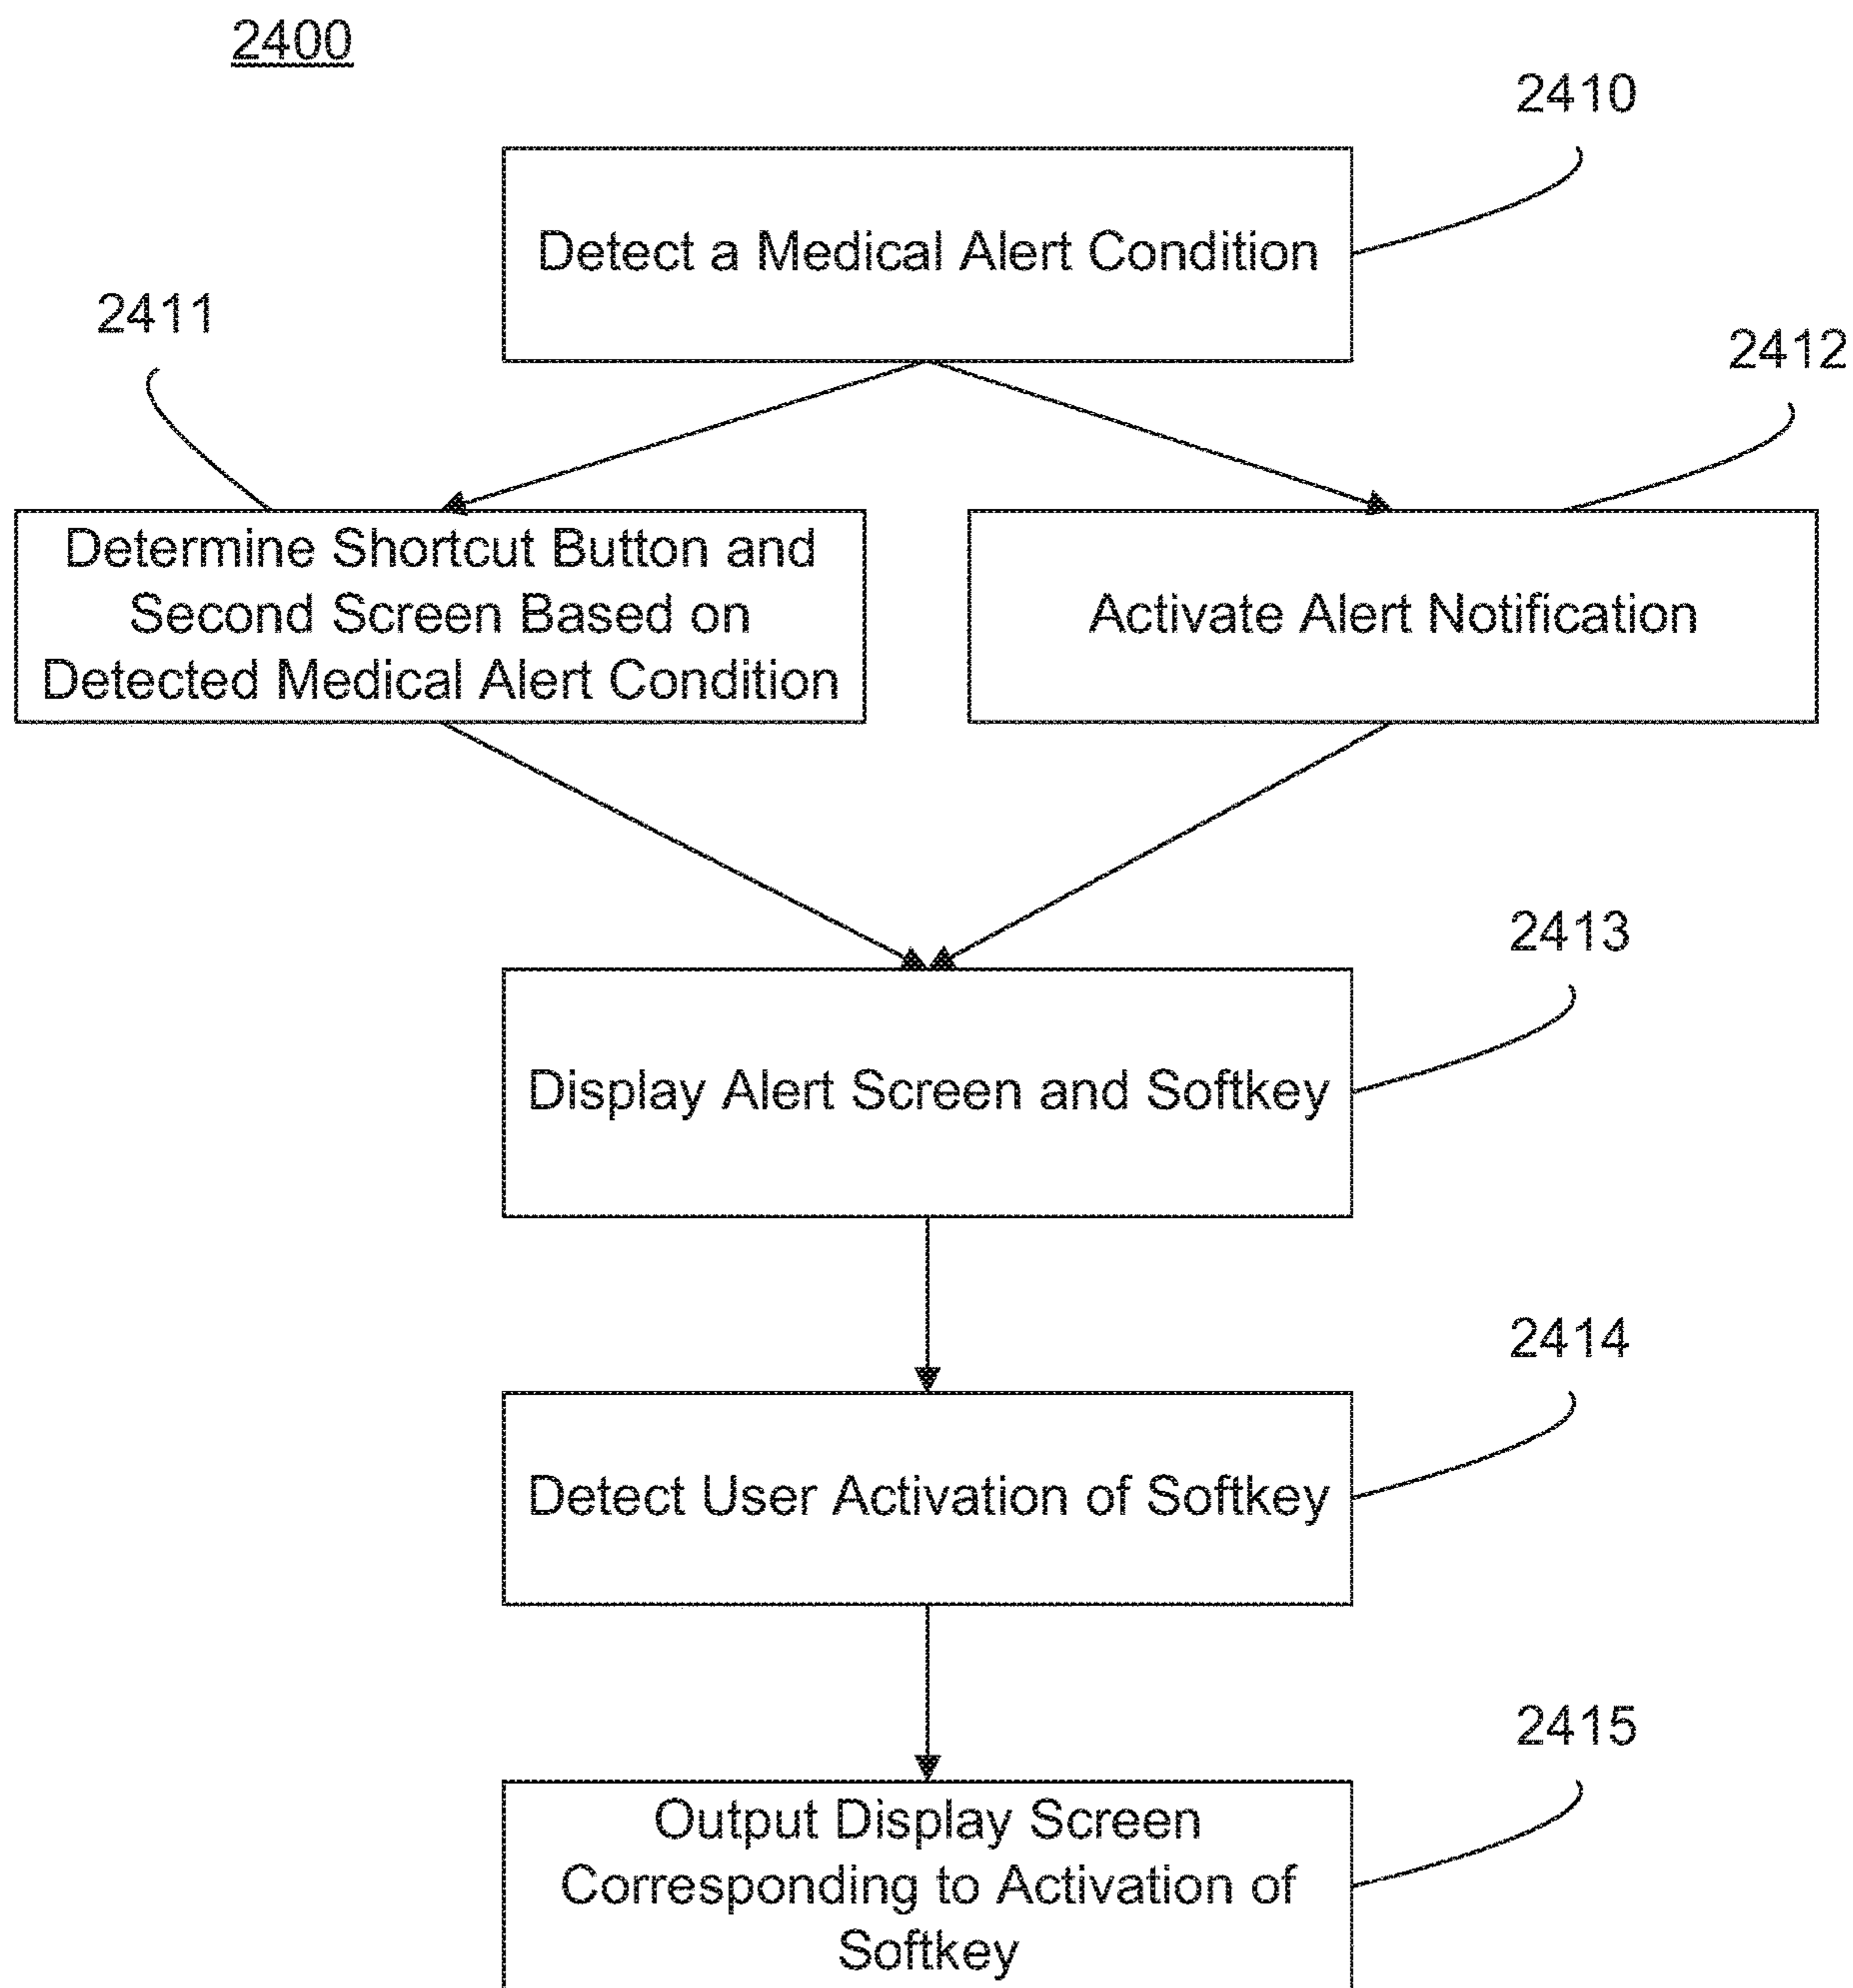 2400
2410
Detect a Medical Alert Condition
2411
2412
Determine Shortcut Button and
Second Screen Based on
Detected Medical Alert Condition
Activate Alert Notification
2413
Display Alert Screen and Softkey
2414
Detect User Activation of Softkey
2415
Output Display Screen
Corresponding to Activation of
Softkey